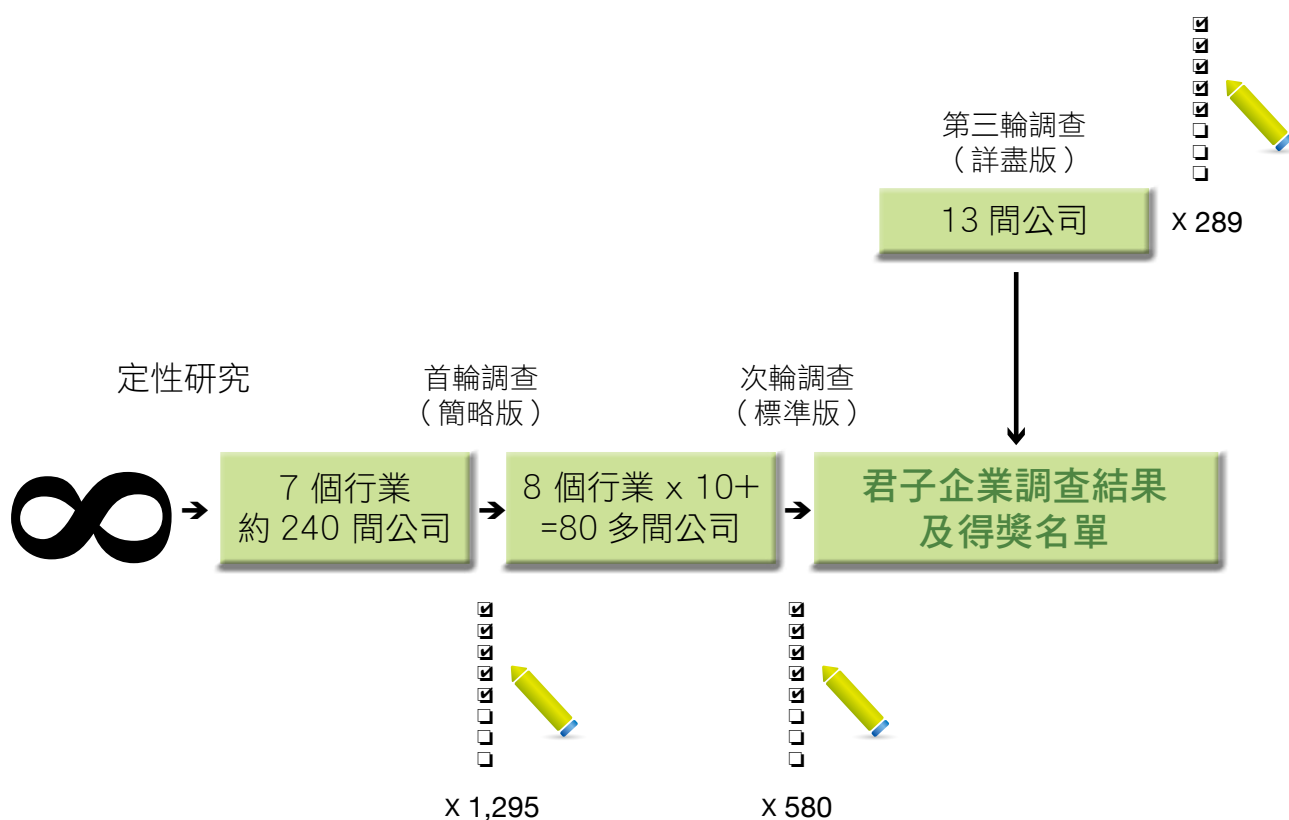 第三輪調查
（詳盡版）
13 間公司
x 289
定性研究
首輪調查
（簡略版）
次輪調查
（標準版）
∞
7 個行業
約 240 間公司
8 個行業 x 10+
=80 多間公司
君子企業調查結果
及得獎名單
x 1,295
x 580